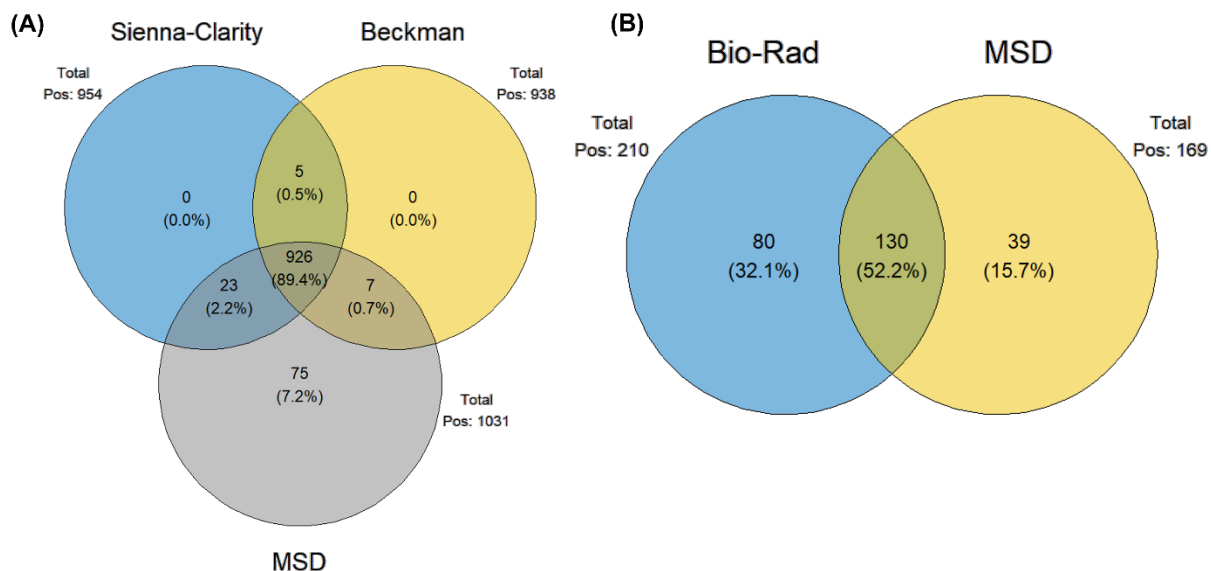 (A)
Sienna-Clarity
Beckman
Total
Pos: 954
Total
Pos: 938
5
(0.5%)
0
(0.0%)
0
(0.0%)
926
(89.4%)
23
(2.2%)
7
(0.7%)
75
(7.2%)
Total
Pos: 1031
MSD
(B)
Bio-Rad
MSD
Total
Pos: 210
Total
Pos: 169
80
(32.1%)
130
(52.2%)
39
(15.7%)